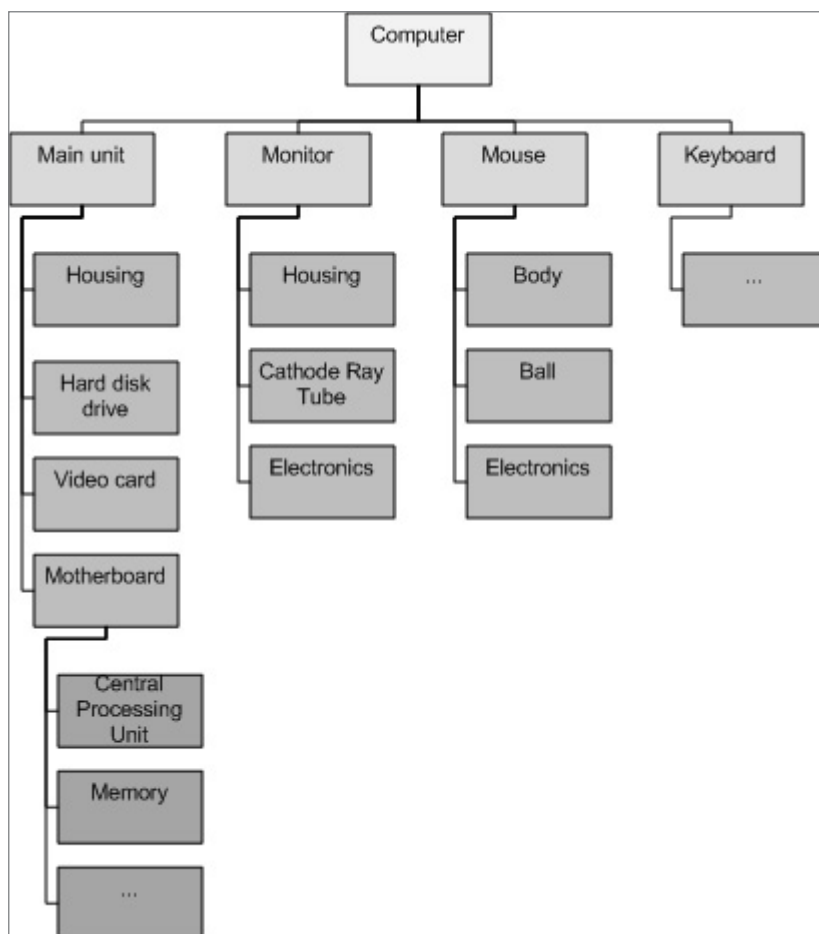 Computer
Main unit
Monitor
Mouse
Keyboard
Housing
Housing
Body
...
Hard disk
drive
Cathode Ray
Tube
Ball
Video card
Electronics
Electronics
Motherboard
Central
Processing
Unit
Memory
...